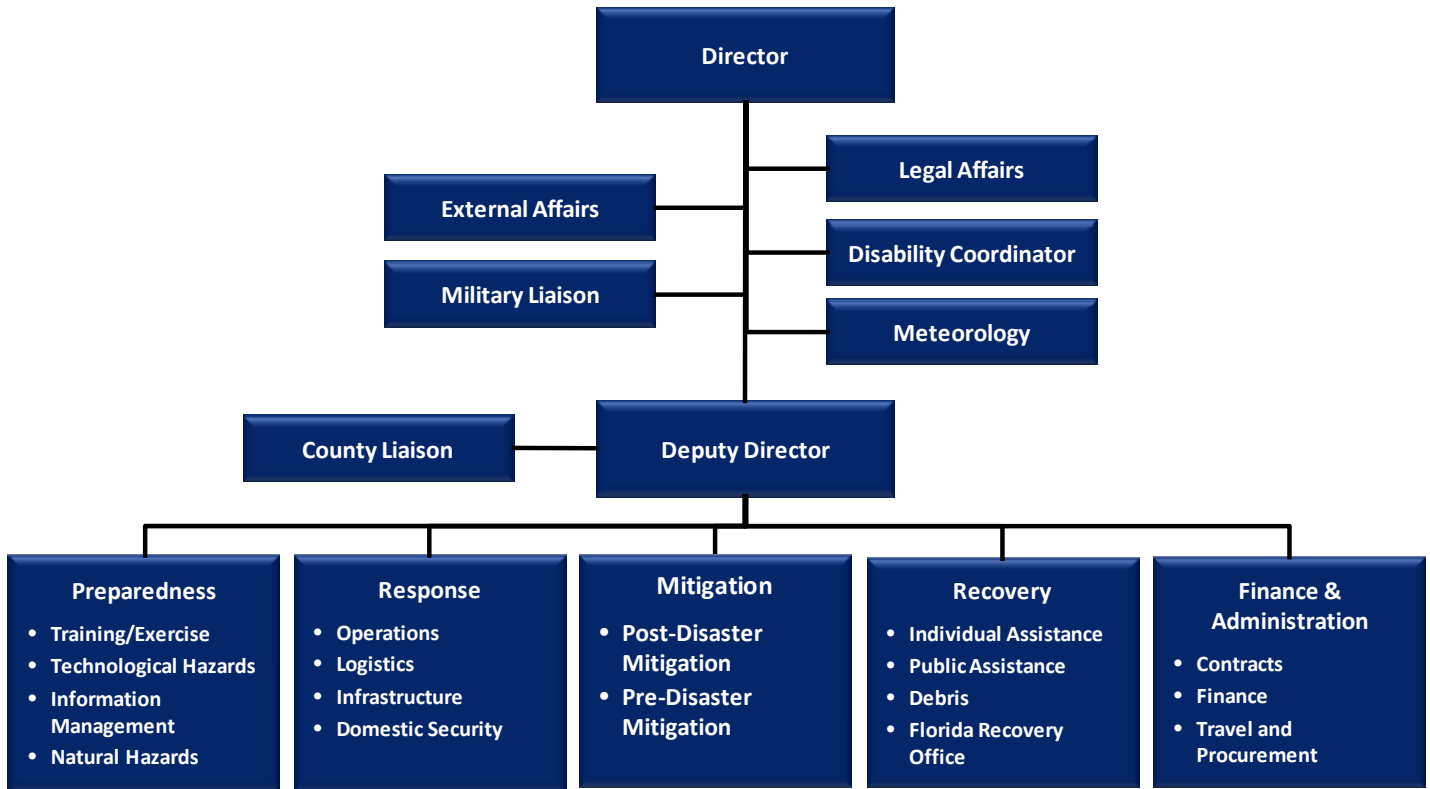 Director
Legal Affairs
External Affairs
Disability Coordinator
Military Liaison
Meteorology
County Liaison
Deputy Director
Preparedness
• Training/Exercise
• Technological Hazards
• Information
Management
• Natural Hazards
Response
• Operations
• Logistics
• Infrastructure
• Domestic Security
Mitigation
• Post-Disaster
Mitigation
• Pre-Disaster
Mitigation
Recovery
• Individual Assistance
• Public Assistance
• Debris
• Florida Recovery
Office
Finance &
Administration
• Contracts
• Finance
• Travel and
Procurement